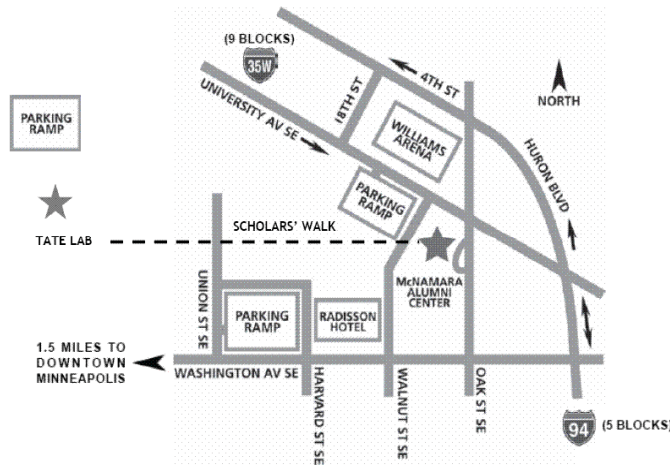 (9 BLOCKS)
35W
4TH ST
NORTH
UNIVERSITY AV SE
18TH ST
PARKING
RAMP
WILLIAMS
ARENA
HURON BLVD
PARKING
RAMP
TATE LAB
SCHOLARS' WALK
McNAMARA
ALUMNI
CENTER
UNION ST SE
PARKING
RAMP
RADISSON
HOTEL
1.5 MILES TO
DOWNTOWN
MINNEAPOLIS
WASHINGTON AV SE
HARVARD ST SE
WALNUT ST SE
OAK ST SE
94
(5 BLOCKS)